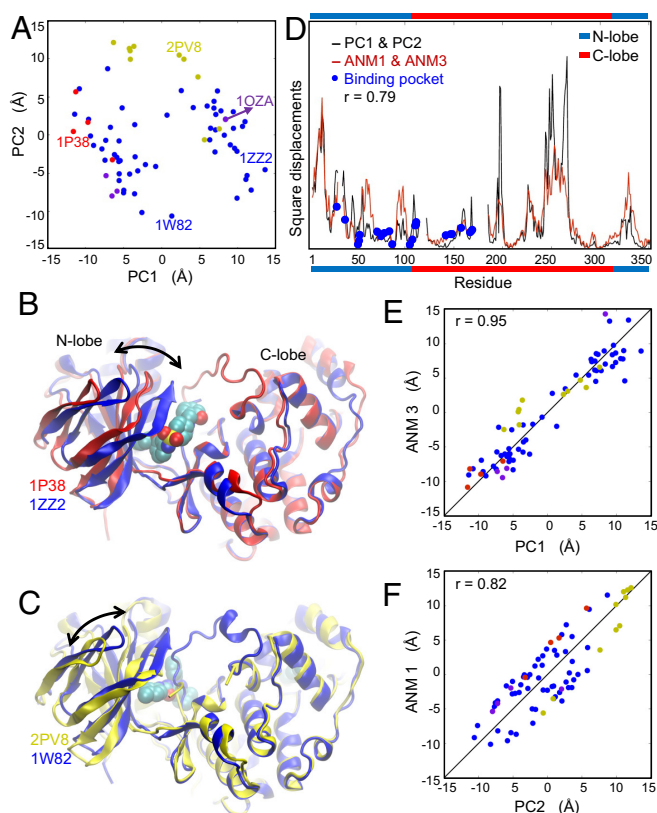 A
15
10
5
0
-5
-10
-15
PC2 (Å)
2PV8
1OZA
1P38
1ZZ2
1W82
-15 -10 -5 0 5 10 15
PC1 (Å)
D
N-lobe
C-lobe
PC1 & PC2
ANM1 & ANM3
Binding pocket
r = 0.79
Square displacements
1 50 100 150 200 250 300 350
Residue
B
N-lobe
C-lobe
1P38
1ZZ2
C
2PV8
1W82
E
r = 0.95
15
10
5
0
-5
-10
-15
ANM 3 (Å)
-15 -10 -5 0 5 10 15
PC1 (Å)
F
r = 0.82
15
10
5
0
-5
-10
-15
ANM 1 (Å)
-15 -10 -5 0 5 10 15
PC2 (Å)